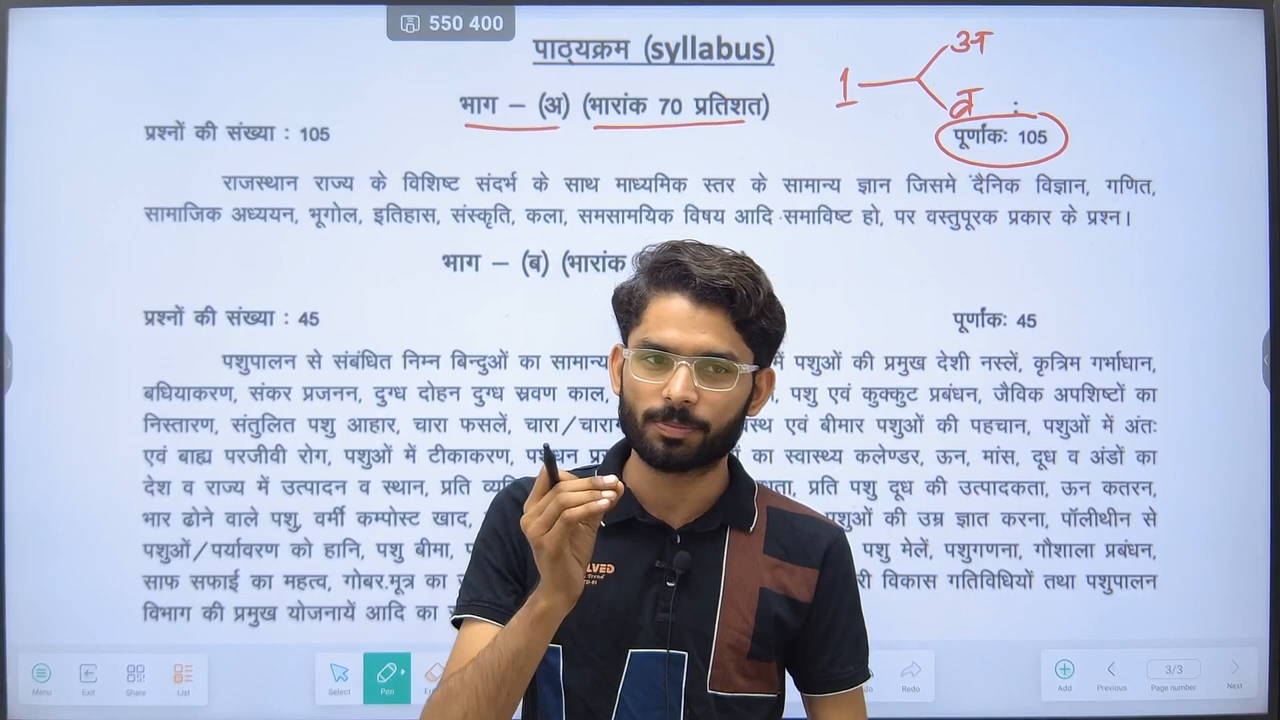 550 400
पाठ्यक्रम (syllabus)
1 अ ब
भाग – (अ) (भारांक 70 प्रतिशत)
प्रश्नों की संख्या : 105 पूर्णांकः 105
राजस्थान राज्य के विशिष्ट संदर्भ के साथ माध्यमिक स्तर के सामान्य ज्ञान जिसमे दैनिक विज्ञान, गणित,
सामाजिक अध्ययन, भूगोल, इतिहास, संस्कृति, कला, समसामयिक विषय आदि समाविष्ट हो, पर वस्तुपूरक प्रकार के प्रश्न।
भाग – (ब) (भारांक
प्रश्नों की संख्या : 45 पूर्णांकः 45
पशुपालन से संबंधित निम्न बिन्दुओं का सामान्य में पशुओं की प्रमुख देशी नस्लें, कृत्रिम गर्भाधान,
बधियाकरण, संकर प्रजनन, दुग्ध दोहन दुग्ध स्रवण काल, पशु एवं कुक्कुट प्रबंधन, जैविक अपशिष्टों का
निस्तारण, संतुलित पशु आहार, चारा फसलें, एवं बीमार पशुओं की पहचान, पशुओं में अंतः
एवं बाह्य परजीवी रोग, पशुओं में टीकाकरण, का स्वास्थ्य कलेण्डर, ऊन, मांस, दूध व अंडों का
देश व राज्य में उत्पादन व स्थान, प्रति प्रति पशु दूध की उत्पादकता, ऊन कतरन,
भार ढोने वाले पशु, वर्मी कम्पोस्ट खाद, पशुओं की उम्र ज्ञात करना, पॉलीथीन से
पशुओं/पर्यावरण को हानि, पशु बीमा, पशु मेलें, पशुगणना, गौशाला प्रबंधन,
साफ सफाई का महत्व, गोबर.मूत्र का विकास गतिविधियों तथा पशुपालन
विभाग की प्रमुख योजनायें आदि का
Menu Exit Share List Select Pen Redo Add Previous 3/3 Page number Next